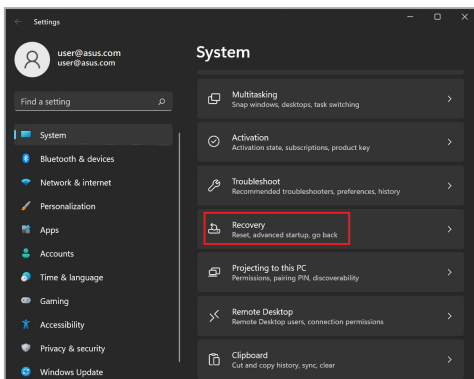 Settings
user@asus.com
user@asus.com
Find a setting
System
Bluetooth & devices
Network & internet
Personalization
Apps
Accounts
Time & language
Gaming
Accessibility
Privacy & security
Windows Update
System
Multitasking
Snap windows, desktops, task switching
Activation
Activation state, subscriptions, product key
Troubleshoot
Recommended troubleshooters, preferences, history
Recovery
Reset, advanced startup, go back
Projecting to this PC
Permissions, pairing PIN, discoverability
Remote Desktop
Remote Desktop users, connection permissions
Clipboard
Cut and copy history, sync, clear